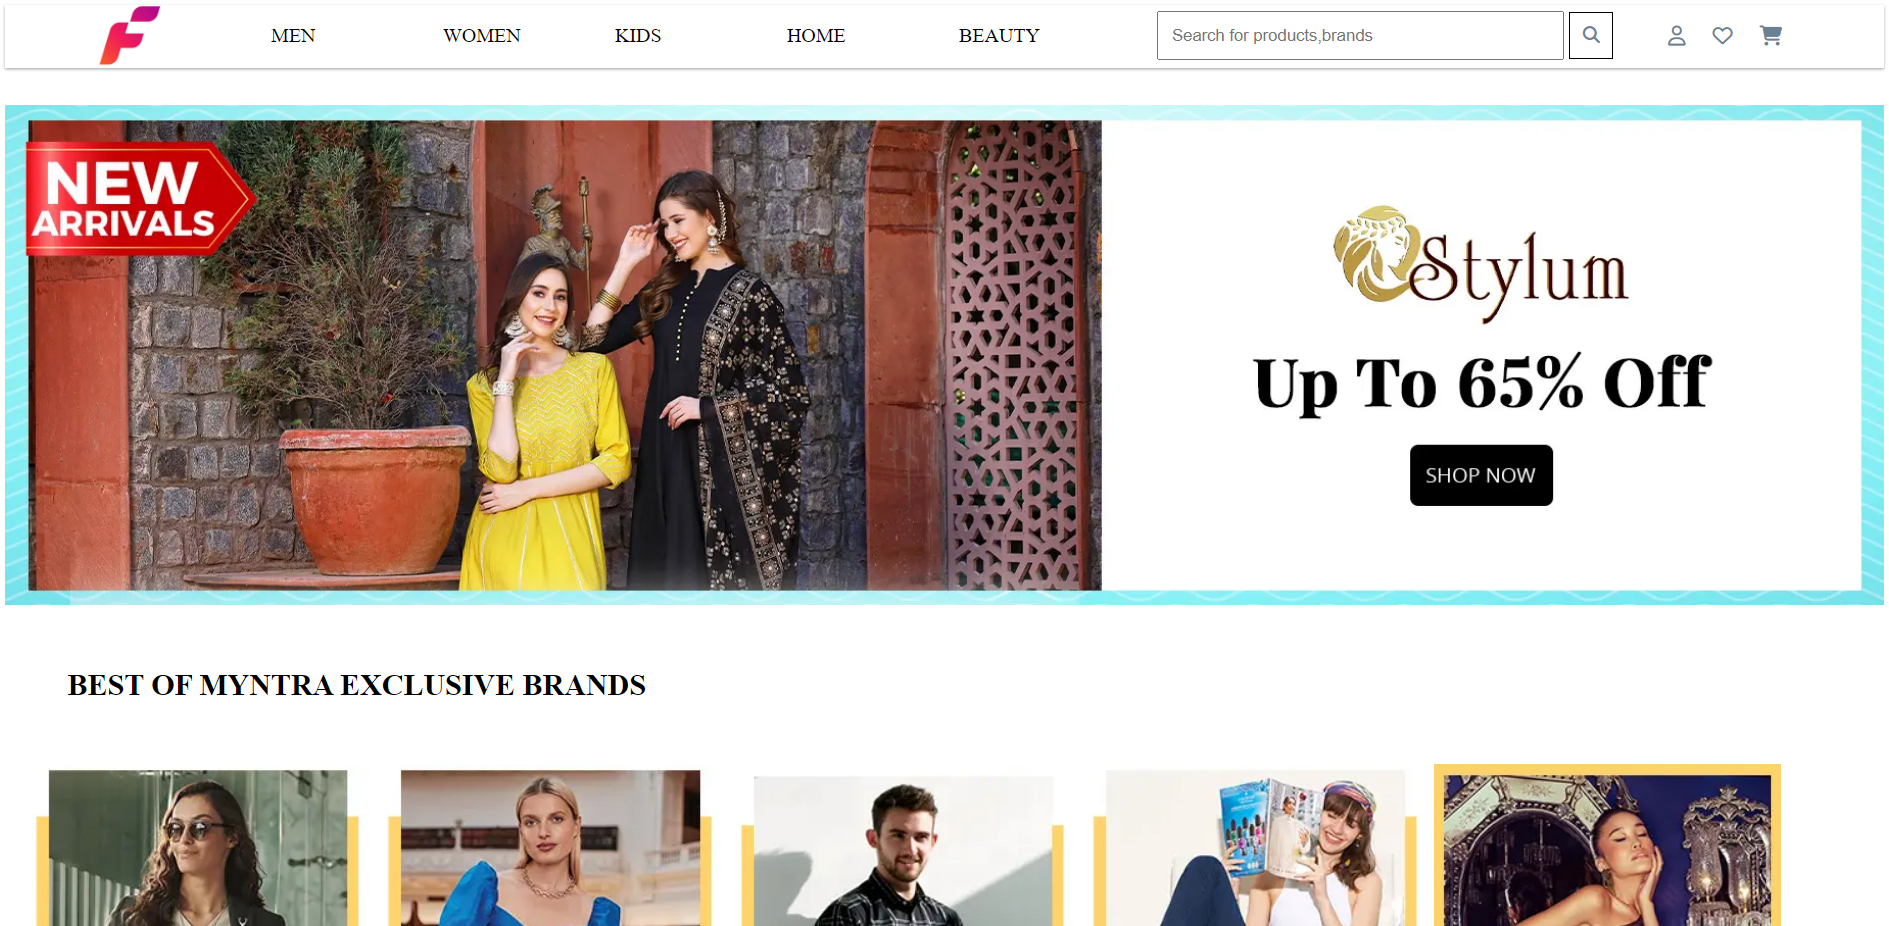 MEN WOMEN KIDS HOME BEAUTY Search for products,brands
NEW
ARRIVALS
Stylum
Up To 65% Off
SHOP NOW
BEST OF MYNTRA EXCLUSIVE BRANDS